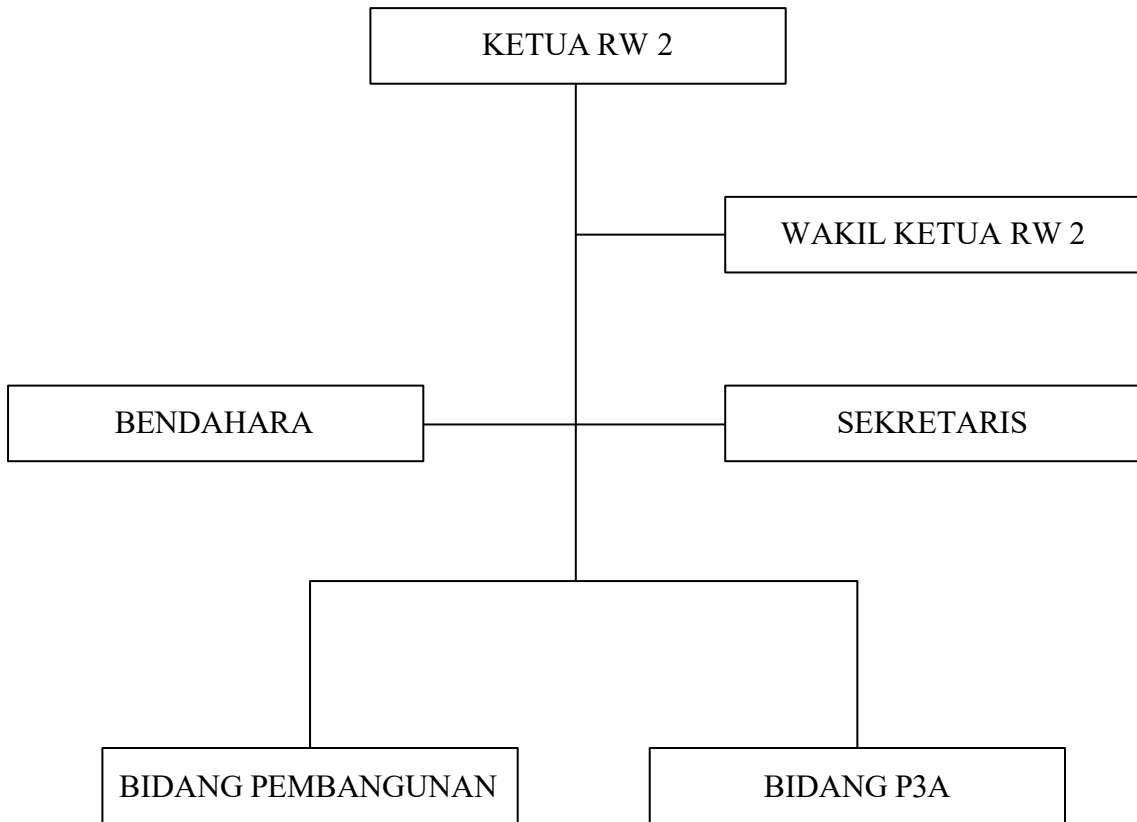 KETUA RW 2
WAKIL KETUA RW 2
BENDAHARA
SEKRETARIS
BIDANG PEMBANGUNAN
BIDANG P3A